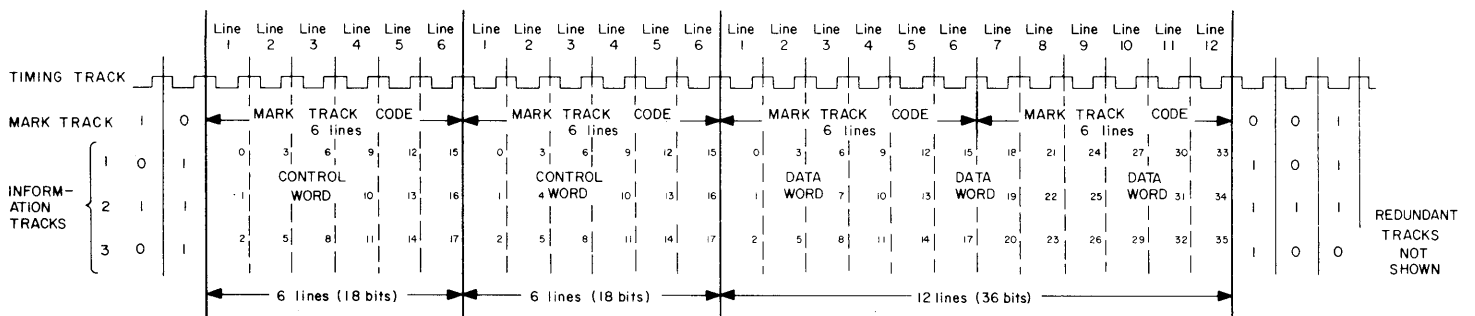 Line Line Line Line Line Line Line Line Line Line Line Line Line Line Line Line Line Line Line Line Line Line Line Line
1 2 3 4 5 6 1 2 3 4 5 6 1 2 3 4 5 6 7 8 9 10 11 12
TIMING TRACK
MARK TRACK 1 0 MARK TRACK CODE MARK TRACK CODE MARK TRACK CODE MARK TRACK CODE 0 0 1
6 lines 6 lines 6 lines 6 lines
1 0 1 0 3 6 9 12 15 0 3 6 9 12 15 0 3 6 9 12 15 18 21 24 27 30 33 1 0 1
CONTROL CONTROL DATA DATA DATA
INFORM-
ATION 2 1 1 1 WORD 10 13 16 1 4 WORD 10 13 16 1 WORD 7 10 13 WORD 19 22 25 WORD 31 34 1 1 1
TRACKS
3 0 1 2 5 8 11 14 17 2 5 8 11 14 17 2 5 8 11 14 17 20 23 26 29 32 35 1 0 0
REDUNDANT
TRACKS
NOT
SHOWN
6 lines (18 bits) 6 lines (18 bits) 12 lines (36 bits)